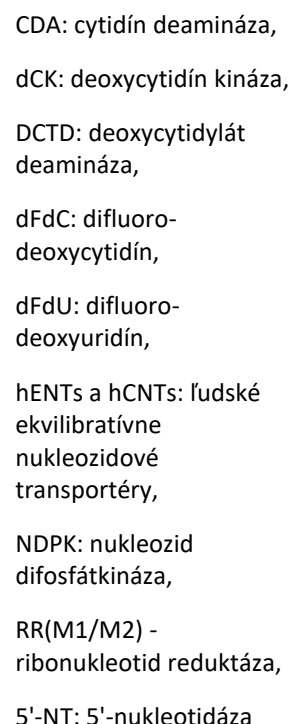 CDA: cytidín deamináza,
dCK: deoxycytidín kináza,
DCTD: deoxycytidylát
deamináza,
dFdC: difluoro-
deoxycytidín,
dFdU: difluoro-
deoxyuridín,
hENTs a hCNTs: ľudské
ekvilibratívne
nukleozidové
transportéry,
NDPK: nukleozid
difosfátkináza,
RR(M1/M2) -
ribonukleotid reduktáza,
5'-NT: 5'-nukleotidáza